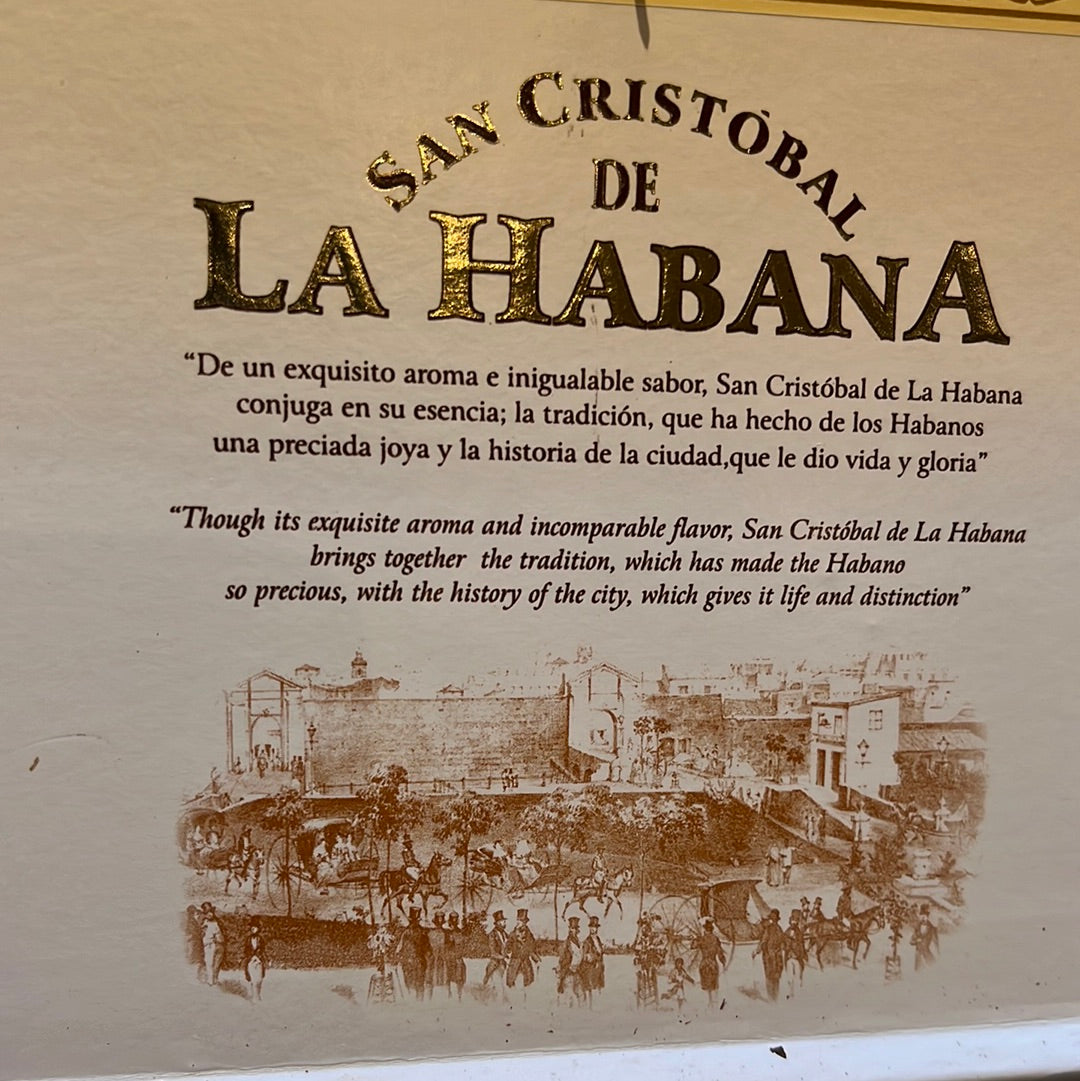 SAN CRISTÓBAL
DE
LA HABANA
“De un exquisito aroma e inigualable sabor, San Cristóbal de La Habana
conjuga en su esencia; la tradición, que ha hecho de los Habanos
una preciada joya y la historia de la ciudad,que le dio vida y gloria”
“Though its exquisite aroma and incomparable flavor, San Cristóbal de La Habana
brings together the tradition, which has made the Habano
so precious, with the history of the city, which gives it life and distinction”